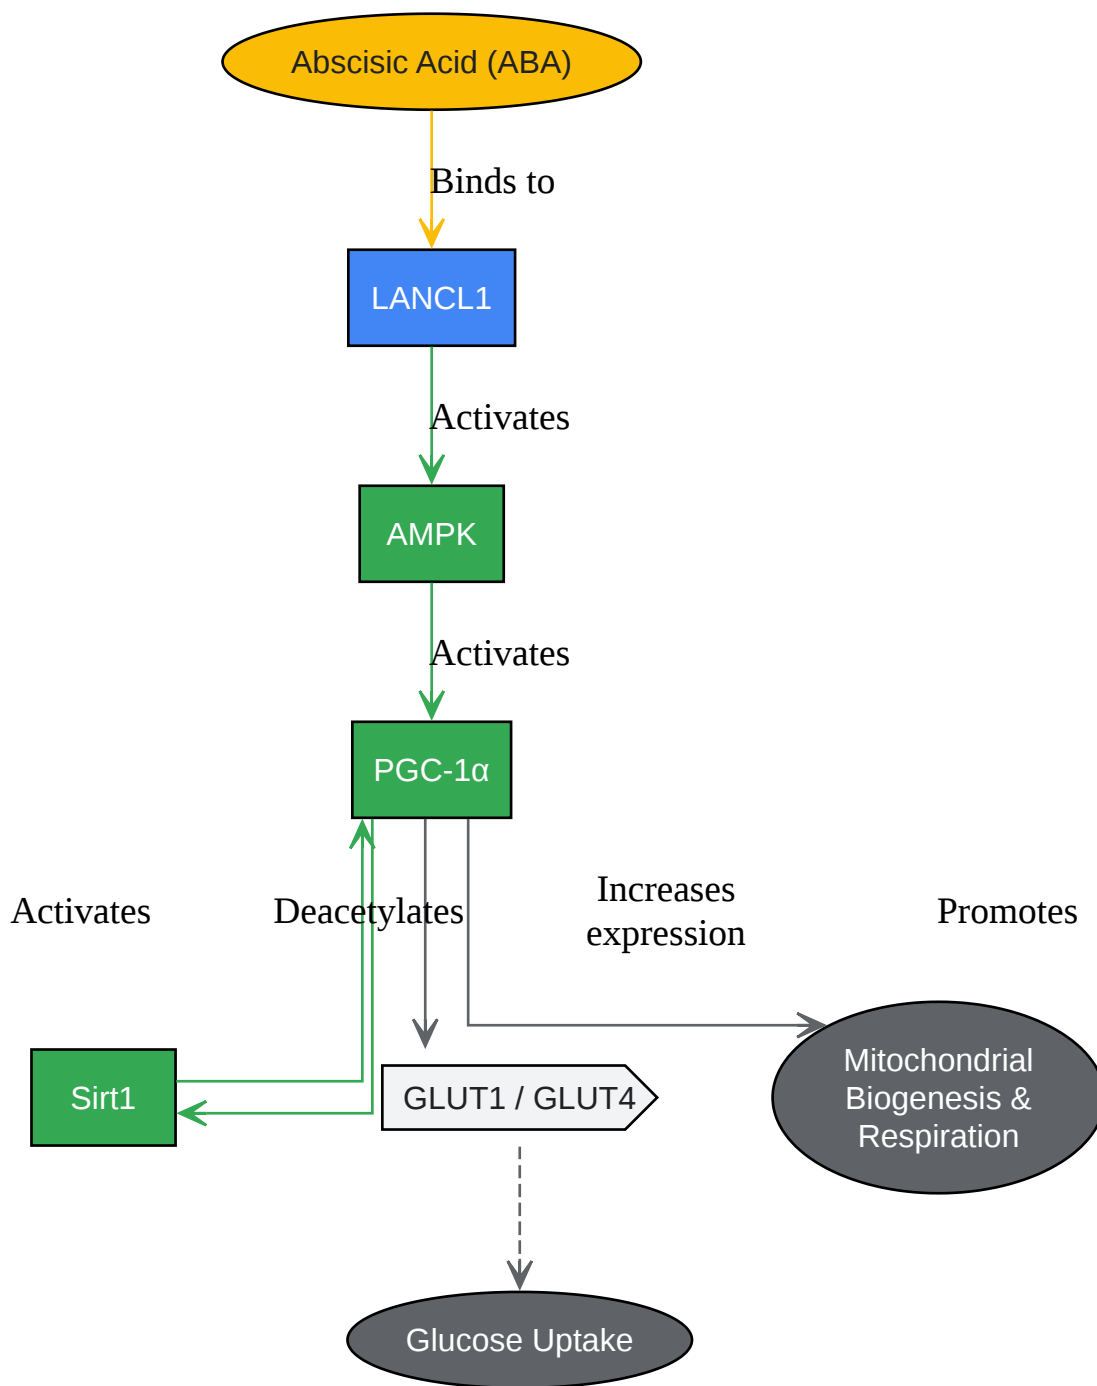 Abscisic Acid (ABA)
Binds to
LANCL1
Activates
AMPK
Activates
PGC-1α
Activates
Deacetylates
Increases
expression
Promotes
Sirt1
GLUT1 / GLUT4
Mitochondrial
Biogenesis &
Respiration
Glucose Uptake